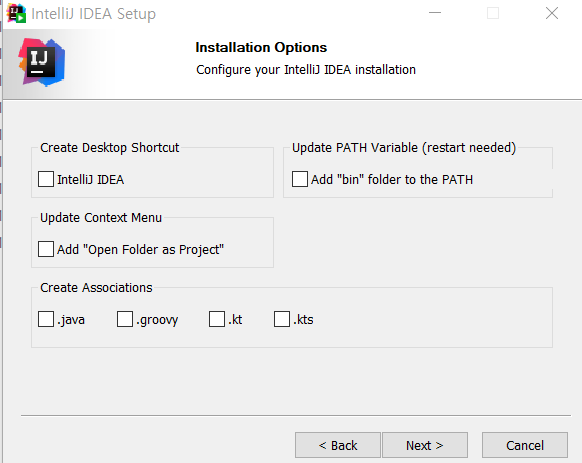 IntelliJ IDEA Setup
IJ
Installation Options
Configure your IntelliJ IDEA installation
Create Desktop Shortcut
IntelliJ IDEA
Update PATH Variable (restart needed)
Add "bin" folder to the PATH
Update Context Menu
Add "Open Folder as Project"
Create Associations
.java .groovy .kt .kts
< Back Next > Cancel